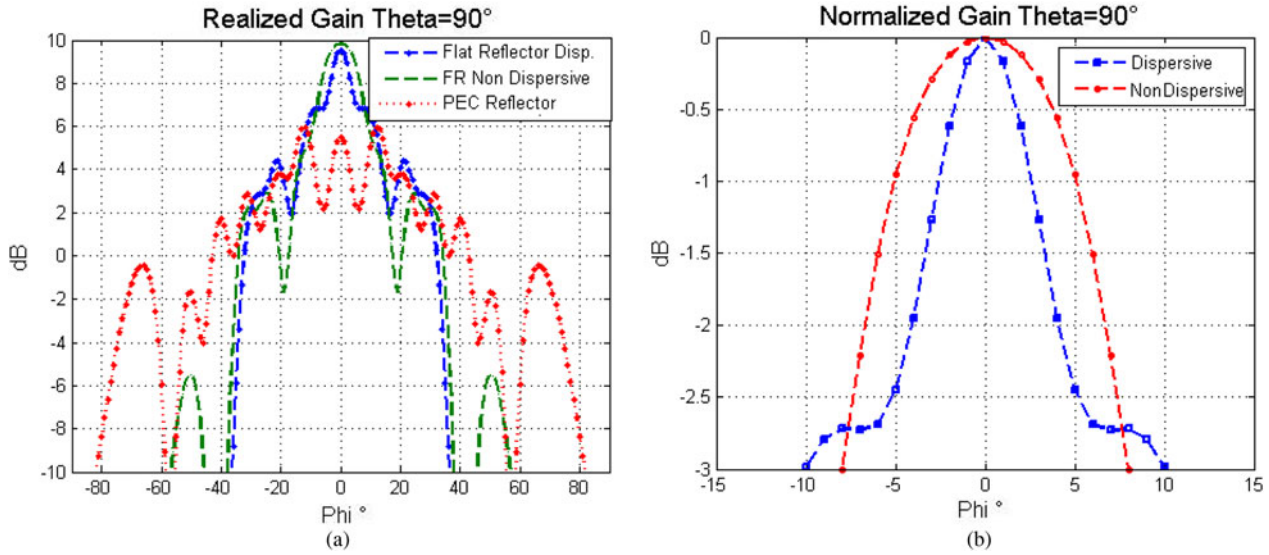 Realized Gain Theta=90°
10
8
6
4
2
0
-2
-4
-6
-8
-10
dB
Flat Reflector Disp.
FR Non Dispersive
PEC Reflector
-80 -60 -40 -20 0 20 40 60 80
Phi °
(a)
Normalized Gain Theta=90°
0
-0.5
-1
-1.5
-2
-2.5
-3
dB
Dispersive
Non Dispersive
-15 -10 -5 0 5 10 15
Phi °
(b)